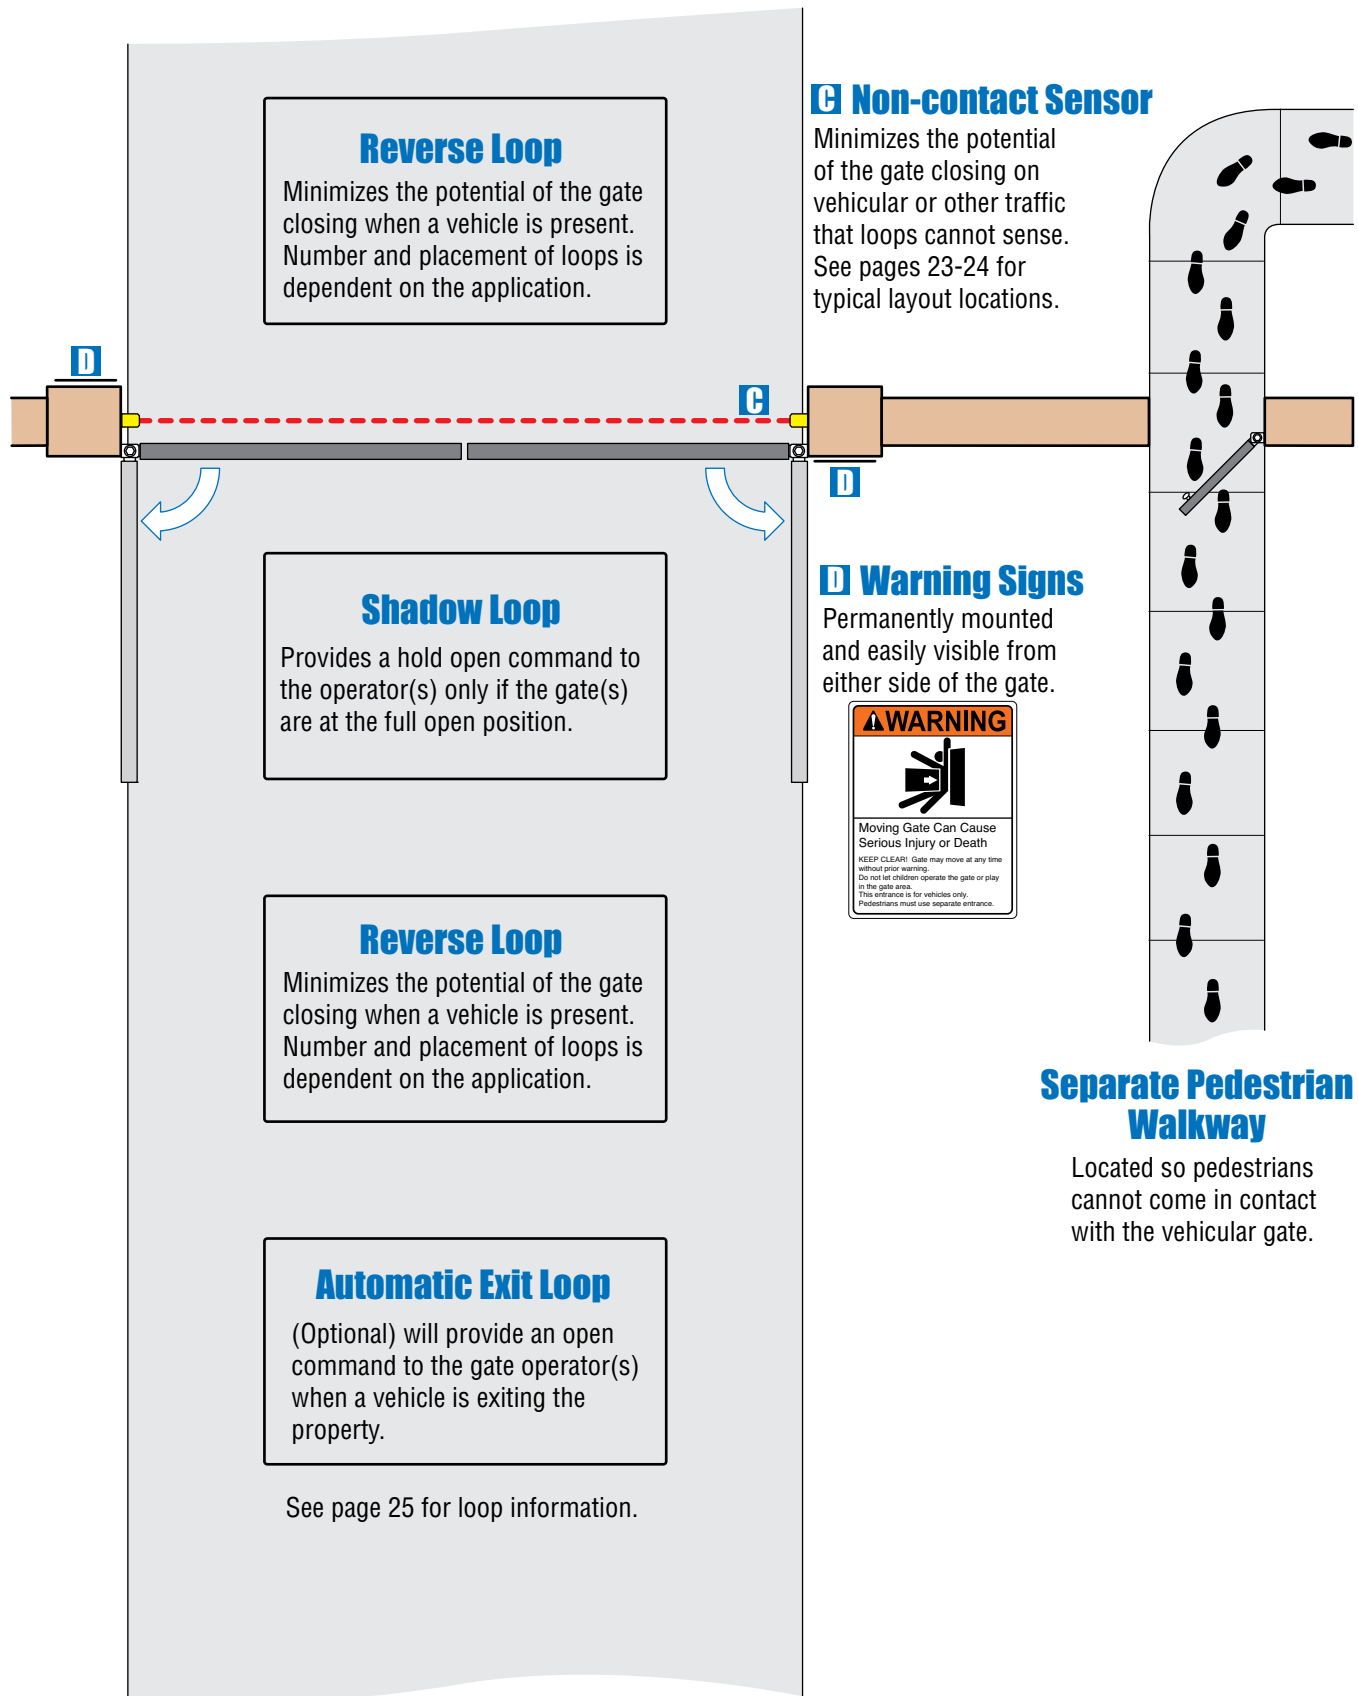 Reverse Loop
Minimizes the potential of the gate
closing when a vehicle is present.
Number and placement of loops is
dependent on the application.
C Non-contact Sensor
Minimizes the potential
of the gate closing on
vehicular or other traffic
that loops cannot sense.
See pages 23-24 for
typical layout locations.
D
C
D
Shadow Loop
Provides a hold open command to
the operator(s) only if the gate(s)
are at the full open position.
D Warning Signs
Permanently mounted
and easily visible from
either side of the gate.
WARNING
Moving Gate Can Cause
Serious Injury or Death
KEEP CLEAR! Gate may move at any time
without prior warning.
Do not let children operate the gate or play
in the gate area.
This entrance is for vehicles only.
Pedestrians must use separate entrance.
Reverse Loop
Minimizes the potential of the gate
closing when a vehicle is present.
Number and placement of loops is
dependent on the application.
Separate Pedestrian
Walkway
Located so pedestrians
cannot come in contact
with the vehicular gate.
Automatic Exit Loop
(Optional) will provide an open
command to the gate operator(s)
when a vehicle is exiting the
property.
See page 25 for loop information.